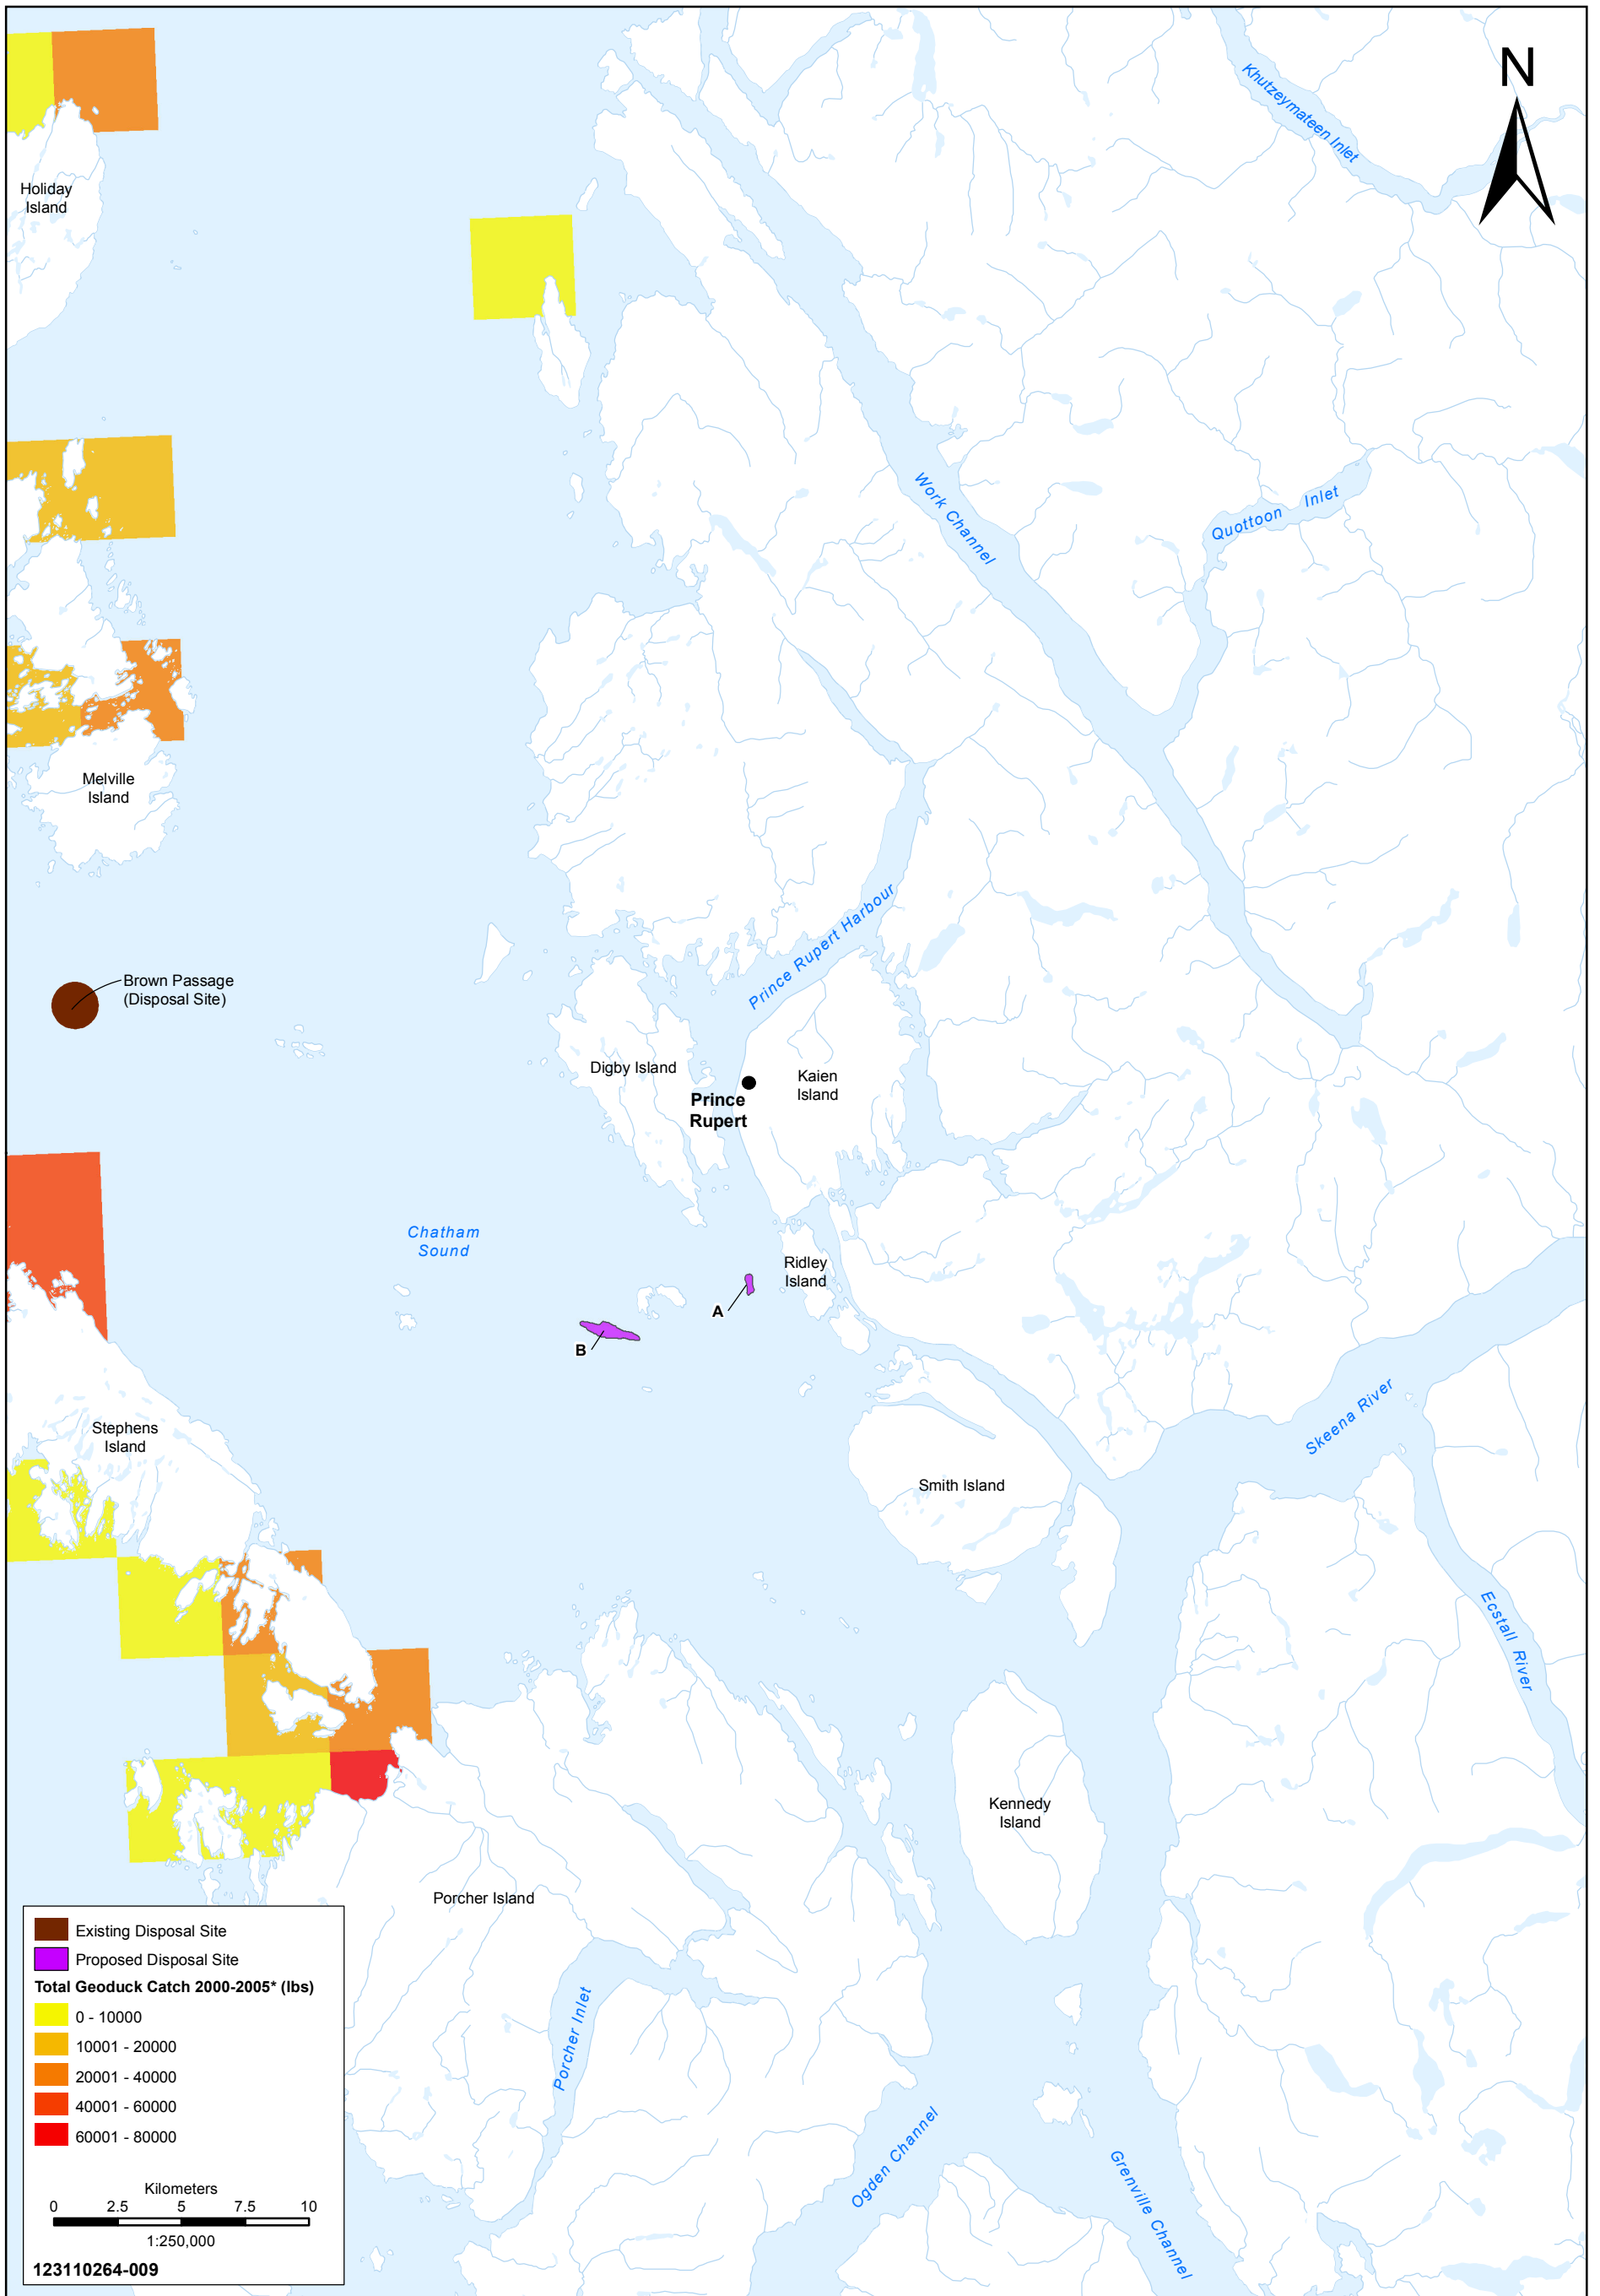 N
Khutzeymateen Inlet
Holiday
Island
Work Channel
Quottoon Inlet
Melville
Island
Prince Rupert Harbour
Brown Passage
(Disposal Site)
Digby Island
Kaien
Island
Prince
Rupert
Chatham
Sound
Ridley
Island
A
B
Skeena River
Stephens
Island
Smith Island
Ecstall River
Kennedy
Island
Porcher Island
Porcher Inlet
Ogden Channel
Grenville Channel
Existing Disposal Site
Proposed Disposal Site
Total Geoduck Catch 2000-2005* (lbs)
0 - 10000
10001 - 20000
20001 - 40000
40001 - 60000
60001 - 80000
Kilometers
0 2.5 5 7.5 10
1:250,000
123110264-009